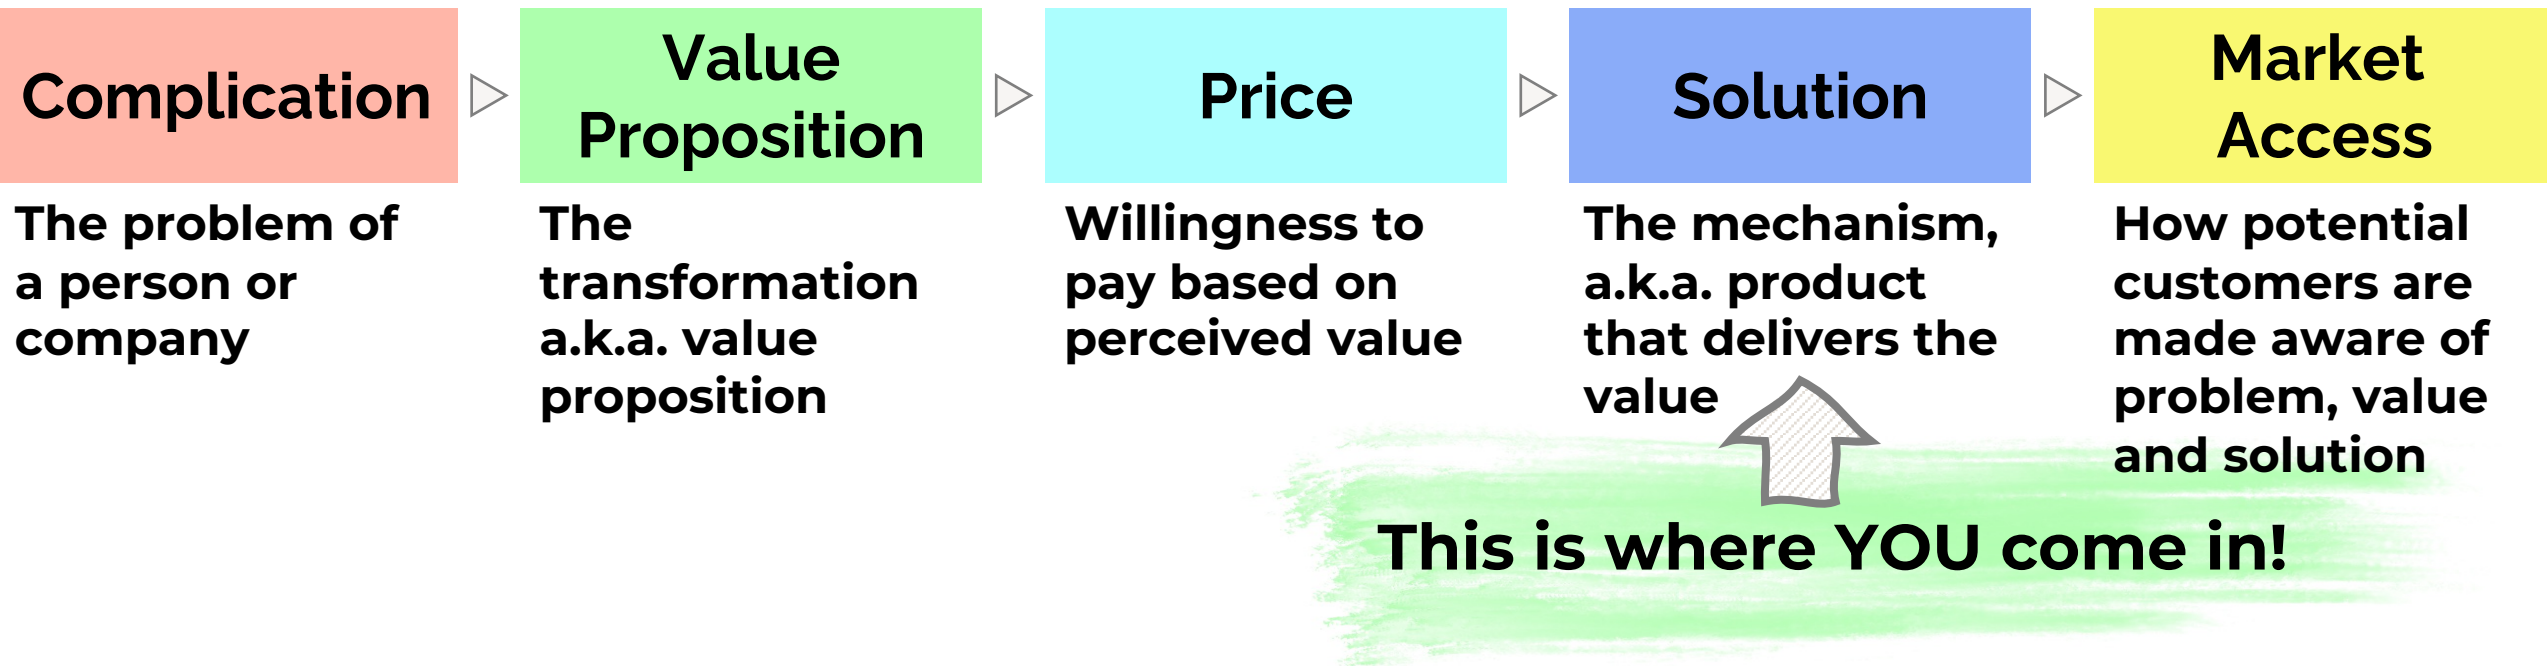 Complication
Value
Proposition
Price
Solution
Market
Access
The problem of
a person or
company
The
transformation
a.k.a. value
proposition
Willingness to
pay based on
perceived value
The mechanism,
a.k.a. product
that delivers the
value
How potential
customers are
made aware of
problem, value
and solution
This is where YOU come in!